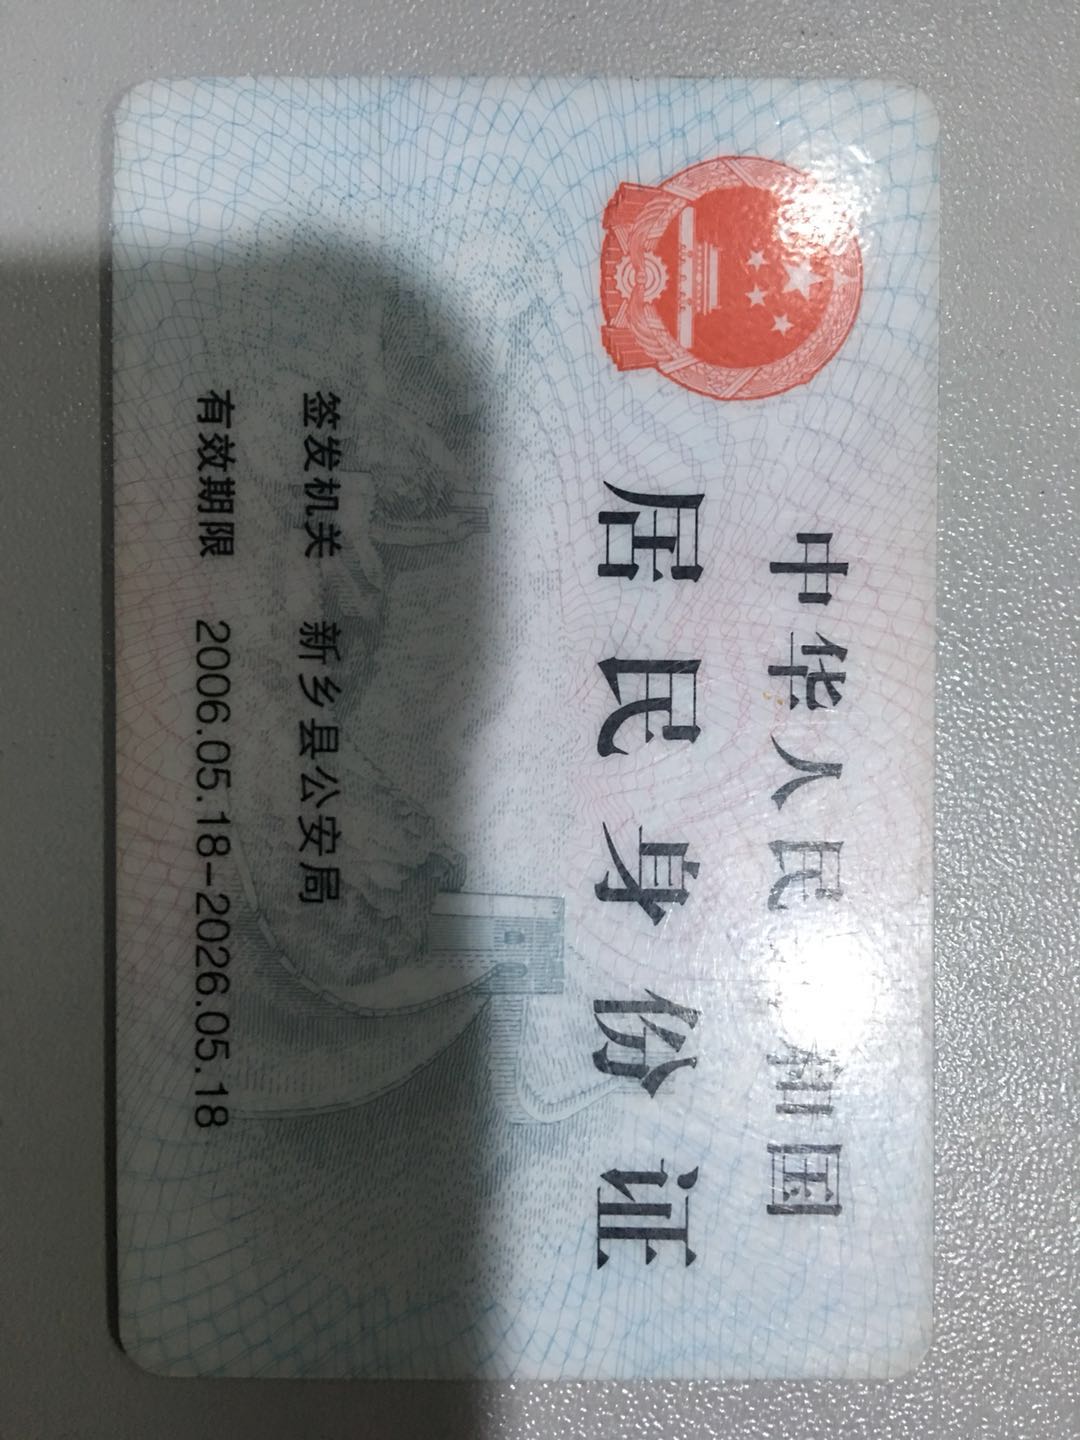 中华人民共和国
居民身份证
签发机关 新乡县公安局
有效期限 2006.05.18-2026.05.18